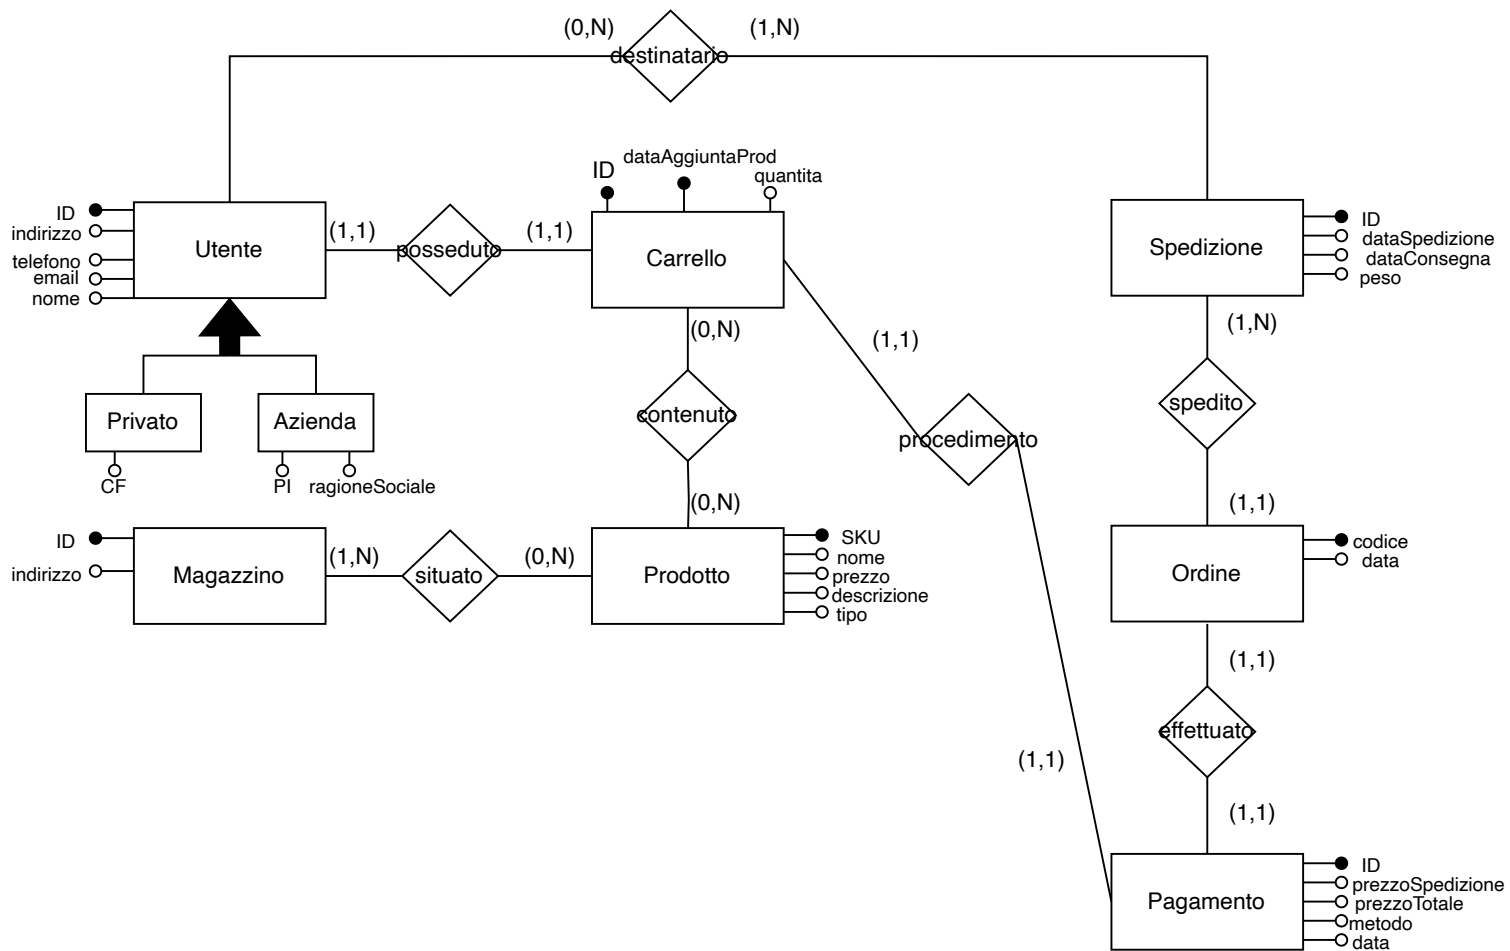 (0,N)
destinatario
(1,N)
ID
dataAggiuntaProd
quantita
ID
indirizzo
telefono
email
nome
Utente
(1,1)
posseduto
(1,1)
Carrello
Spedizione
ID
dataSpedizione
dataConsegna
peso
(0,N)
(1,1)
(1,N)
Privato
Azienda
contenuto
procedimento
spedito
CF
PI
ragioneSociale
(0,N)
(1,1)
ID
indirizzo
Magazzino
(1,N)
situato
(0,N)
Prodotto
SKU
nome
prezzo
descrizione
tipo
Ordine
codice
data
(1,1)
effettuato
(1,1)
(1,1)
Pagamento
ID
prezzoSpedizione
prezzoTotale
metodo
data